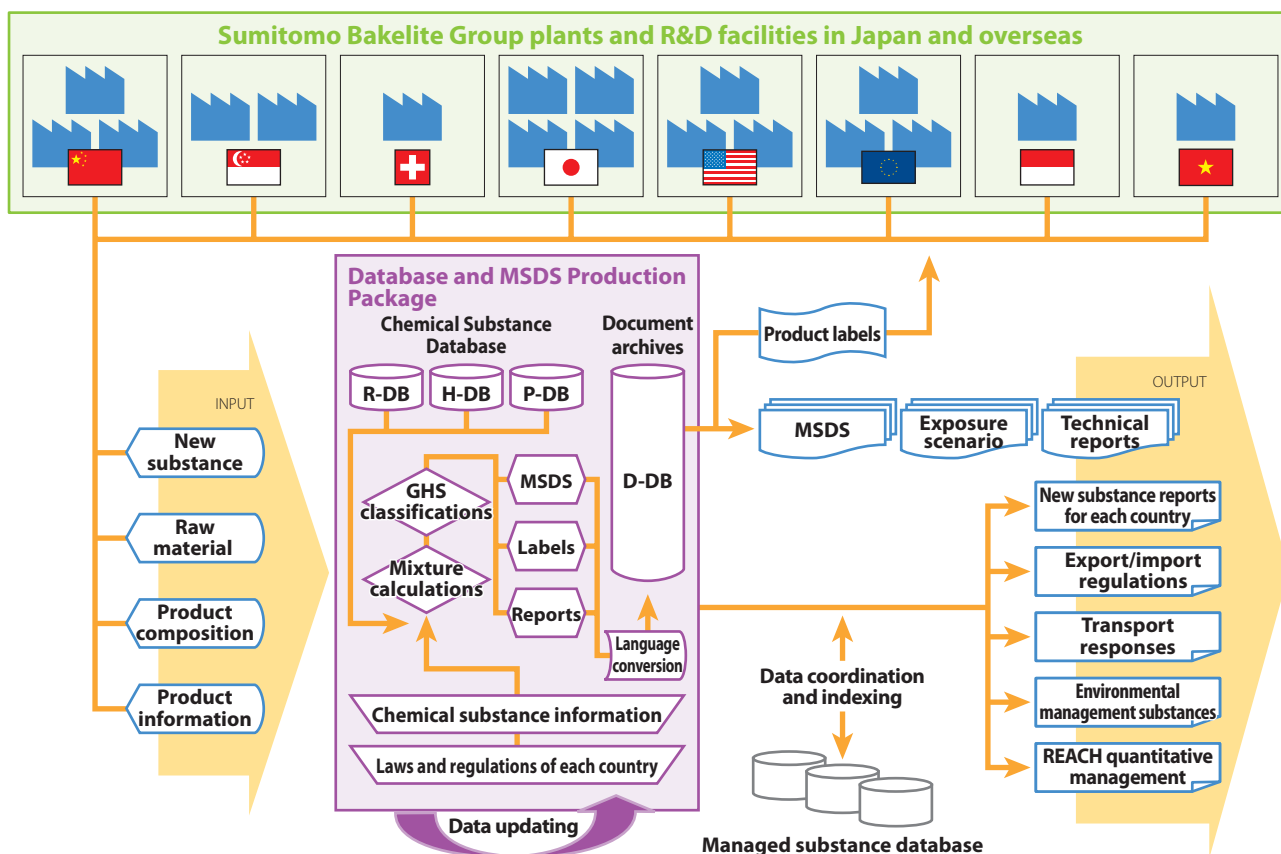 Sumitomo Bakelite Group plants and R&D facilities in Japan and overseas
INPUT
New
substance
Raw
material
Product
composition
Product
information
Database and MSDS Production
Package
Chemical Substance
Database
R-DB
H-DB
P-DB
Document
archives
D-DB
GHS
classifications
Mixture
calculations
MSDS
Labels
Reports
Language
conversion
Chemical substance information
Laws and regulations of each country
Data updating
Product labels
MSDS
Exposure
scenario
Technical
reports
OUTPUT
New substance reports
for each country
Export/import
regulations
Transport
responses
Environmental
management substances
REACH quantitative
management
Data coordination
and indexing
Managed substance database